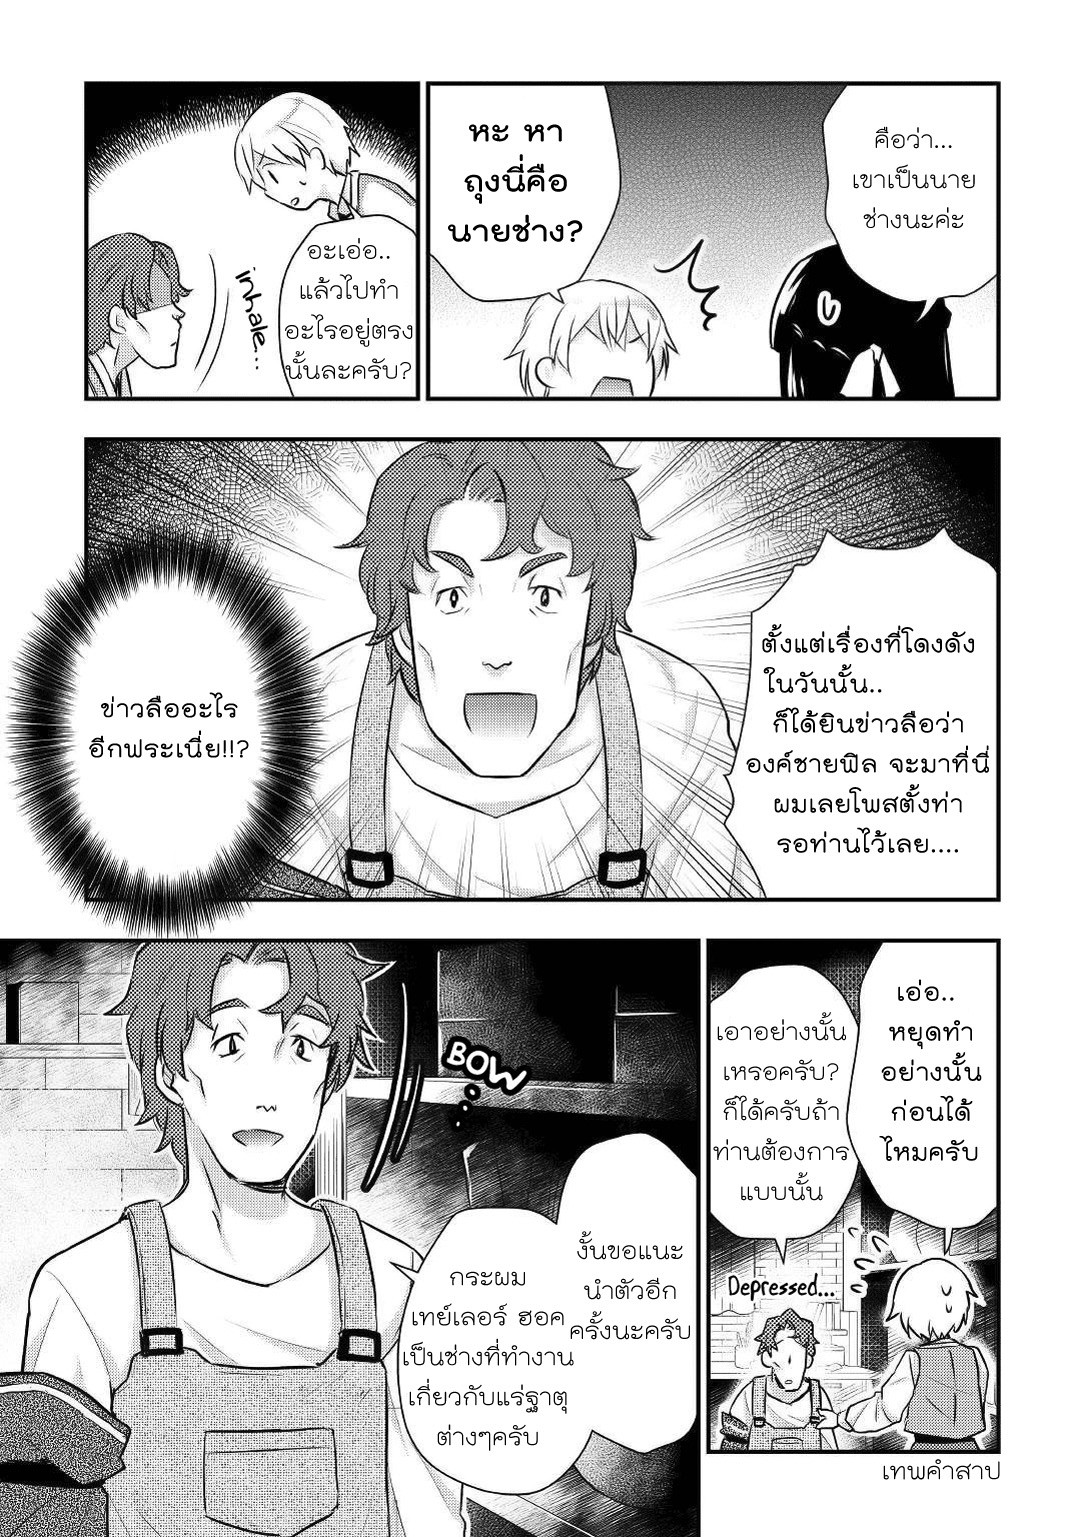 คือว่า...
เขาเป็นนาย
ช่างนะค่ะ
หะ หา
ถุงนี่คือ
นายช่าง?
อะเอ่อ..
แล้วไปทำ
อะไรอยู่ตรง
นั้นละครับ?
inhale...
ตั้งแต่เรื่องที่โดงดัง
ในวันนั้น..
ก็ได้ยินข่าวลือว่า
องค์ชายฟิล จะมาที่นี่
ผมเลยโพสตั้งท่า
รอท่านไว้เลย....
ข่าวลืออะไร
อีกฟระเนี่ย!!?
เอ่อ..
หยุดทำ
อย่างนั้น
ก่อนได้
ไหมครับ
เอาอย่างนั้น
เหรอครับ?
ก็ได้ครับถ้า
ท่านต้องการ
แบบนั้น
Depressed...
เทพคำสาป
BOW
งั้นขอแนะ
นำตัวอีก
ครั้งนะครับ
กระผม
เทย์เลอร์ ฮอค
เป็นช่างที่ทำงาน
เกี่ยวกับแร่ฐาตุ
ต่างๆครับ